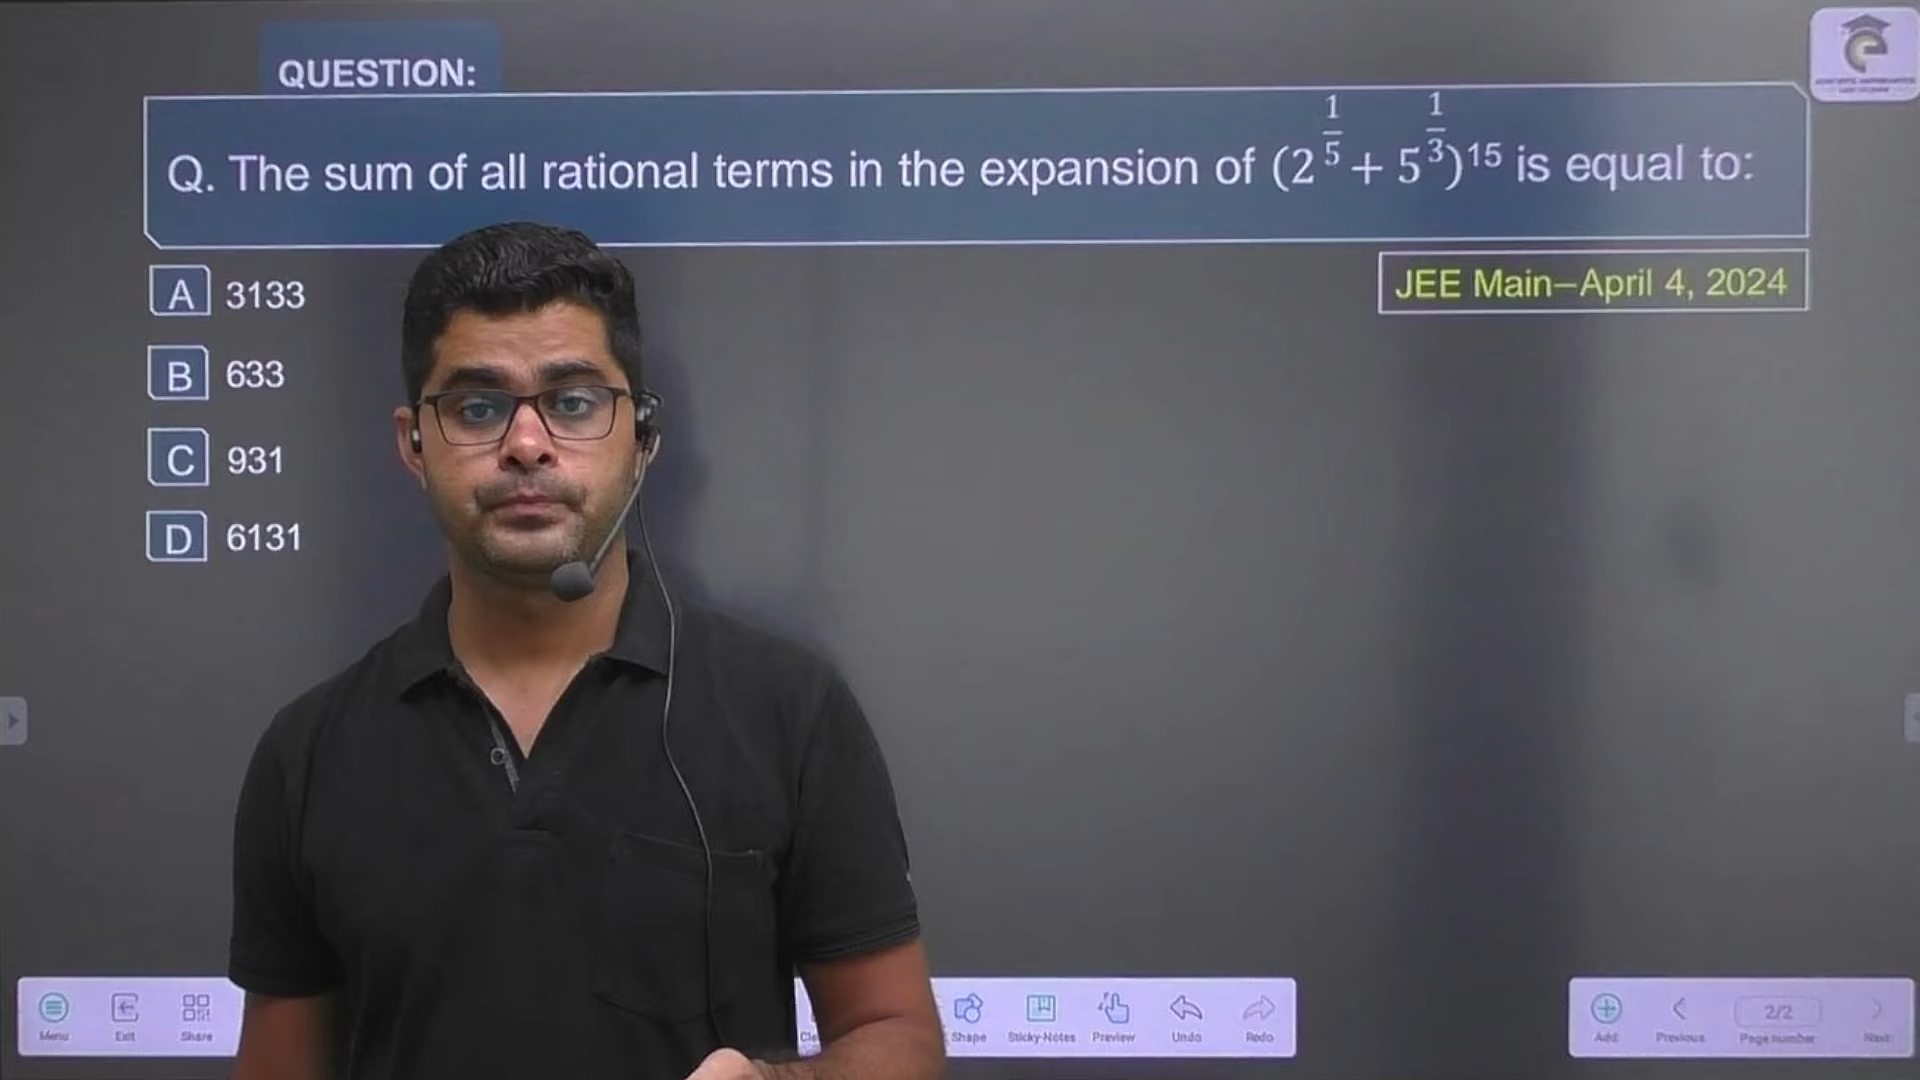 QUESTION:
Q. The sum of all rational terms in the expansion of (2^{1/5} + 5^{1/3})^{15} is equal to:
JEE Main–April 4, 2024
A 3133
B 633
C 931
D 6131
Menu Exit Share Shape Sticky-Notes Preview Undo Redo Add Previous 2/2 Page number Next